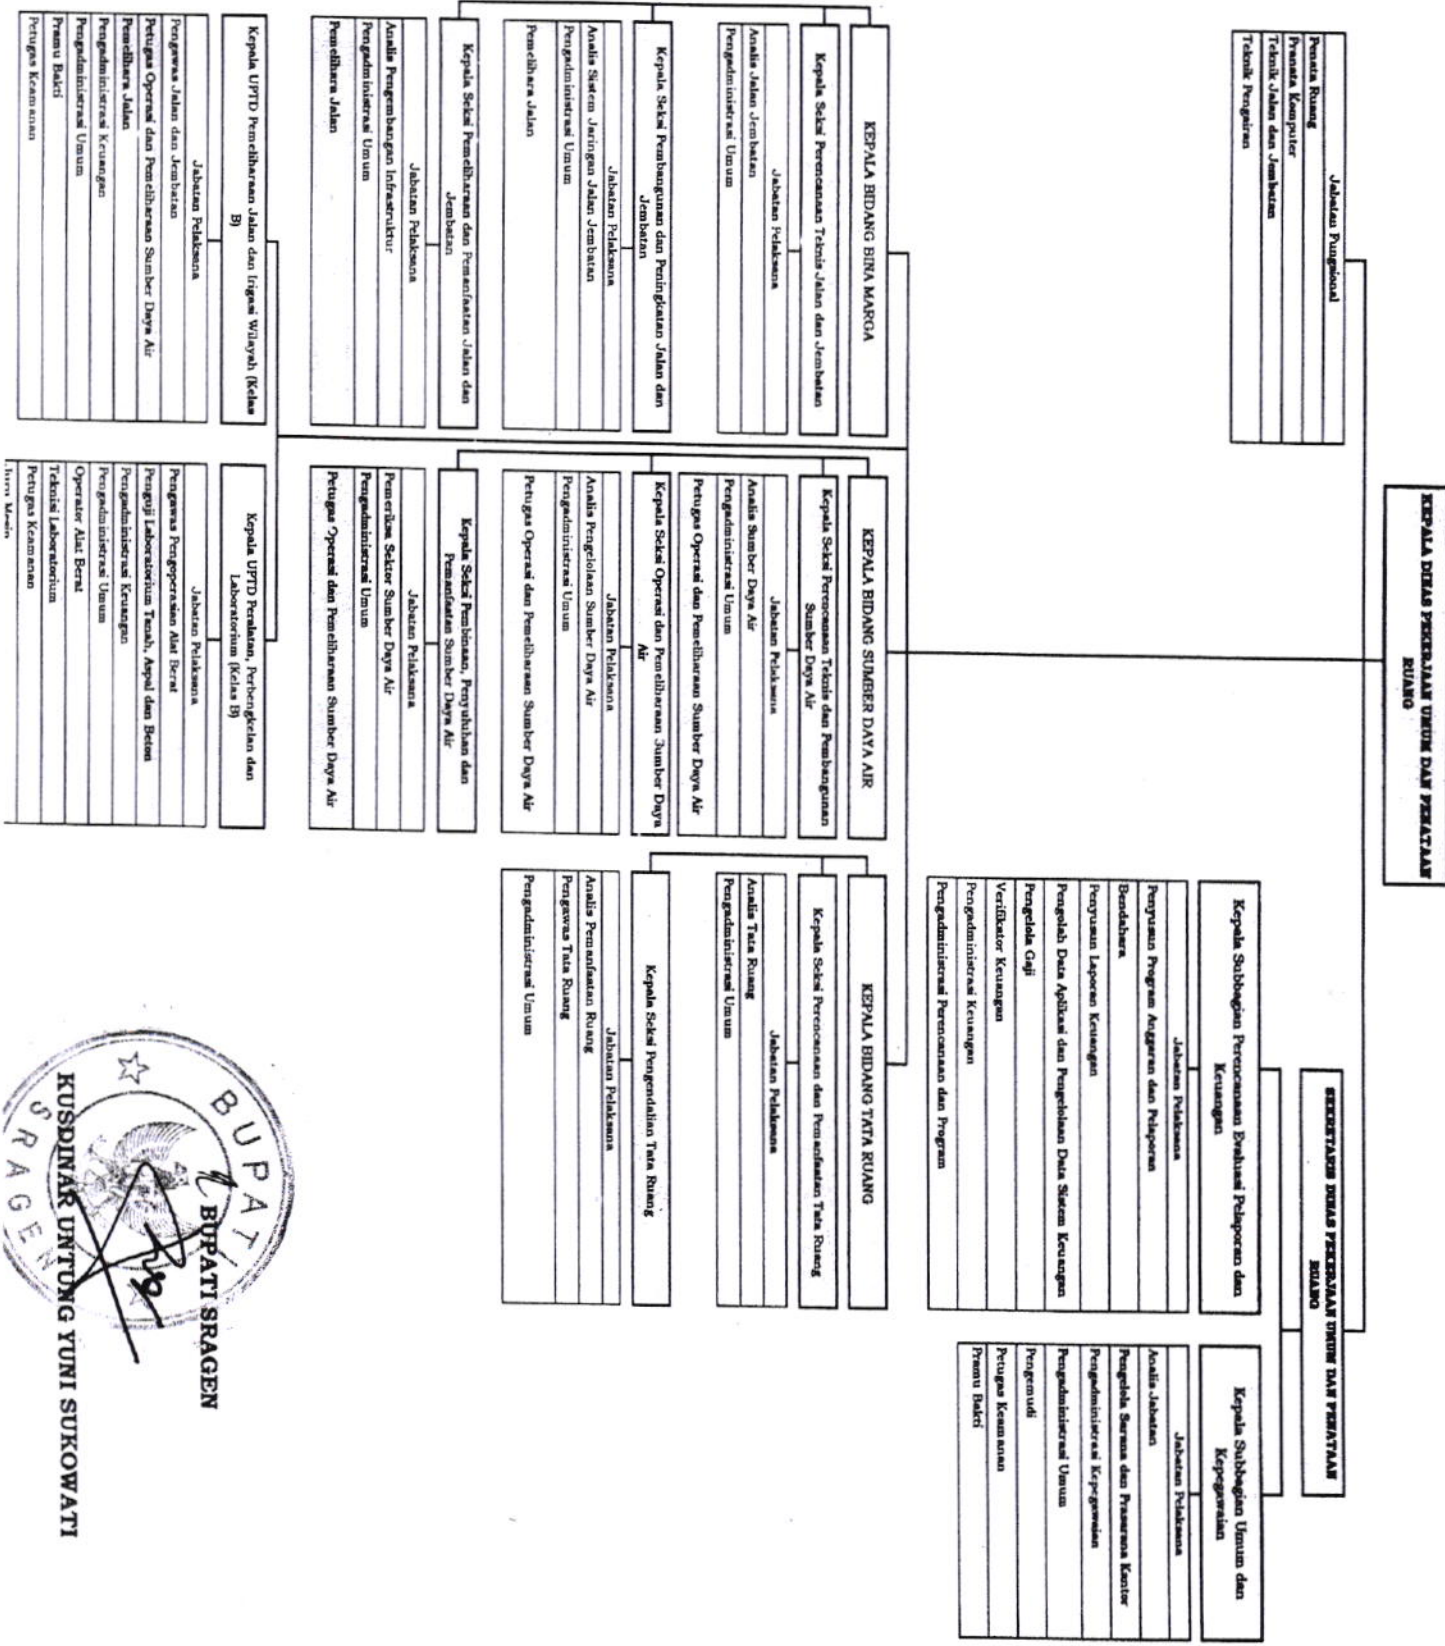 KEPALA DINAS PEKERJAAN UMUM DAN PENATAAN
RUANG
Jabatan Fungsional
Penata Ruang
Pranata Komputer
Teknik Jalan dan Jembatan
Teknik Pengairan
SEKRETARIS DINAS PEKERJAAN UMUM DAN PENATAAN
RUANG
Kepala Subbagian Perencanaan Evaluasi Pelaporan dan
Keuangan
Jabatan Pelaksana
Penyusun Program Anggaran dan Pelaporan
Bendahara
Penyusun Laporan Keuangan
Pengolah Data Aplikasi dan Pengelolaan Data Sistem Keuangan
Pengelola Gaji
Verifikator Keuangan
Pengadministrasi Keuangan
Pengadministrasi Perencanaan dan Program
Kepala Subbagian Umum dan
Kepegawaian
Jabatan Pelaksana
Analis Jabatan
Pengelola Sarana dan Prasarana Kantor
Pengadministrasi Kepegawaian
Pengadministrasi Umum
Pengemudi
Petugas Keamanan
Pramu Bakti
KEPALA BIDANG BINA MARGA
Kepala Seksi Perencanaan Teknis Jalan dan Jembatan
Jabatan Pelaksana
Analis Jalan Jembatan
Pengadministrasi Umum
Kepala Seksi Pembangunan dan Peningkatan Jalan dan
Jembatan
Jabatan Pelaksana
Analis Sistem Jaringan Jalan Jembatan
Pengadministrasi Umum
Pemelihara Jalan
Kepala Seksi Pemeliharaan dan Pemanfaatan Jalan dan
Jembatan
Jabatan Pelaksana
Analis Pengembangan Infrastruktur
Pengadministrasi Umum
Pemelihara Jalan
KEPALA BIDANG SUMBER DAYA AIR
Kepala Seksi Perencanaan Teknis dan Pembangunan
Sumber Daya Air
Jabatan Pelaksana
Analis Sumber Daya Air
Pengadministrasi Umum
Petugas Operasi dan Pemeliharaan Sumber Daya Air
Kepala Seksi Operasi dan Pemeliharaan Sumber Daya
Air
Jabatan Pelaksana
Analis Pengelolaan Sumber Daya Air
Pengadministrasi Umum
Petugas Operasi dan Pemeliharaan Sumber Daya Air
Kepala Seksi Pembinaan, Penyuluhan dan
Pemanfaatan Sumber Daya Air
Jabatan Pelaksana
Pemeriksa Sektor Sumber Daya Air
Pengadministrasi Umum
Petugas Operasi dan Pemeliharaan Sumber Daya Air
KEPALA BIDANG TATA RUANG
Kepala Seksi Perencanaan dan Pemanfaatan Tata Ruang
Jabatan Pelaksana
Analis Tata Ruang
Pengadministrasi Umum
Kepala Seksi Pengendalian Tata Ruang
Jabatan Pelaksana
Analis Pemanfaatan Ruang
Pengawas Tata Ruang
Pengadministrasi Umum
Kepala UPTD Pemeliharaan Jalan dan Irigasi Wilayah (Kelas
B)
Jabatan Pelaksana
Pengawas Jalan dan Jembatan
Petugas Operasi dan Pemeliharaan Sumber Daya Air
Pemelihara Jalan
Pengadministrasi Keuangan
Pengadministrasi Umum
Pramu Bakti
Petugas Keamanan
Kepala UPTD Peralatan, Perbengkelan dan
Laboratorium (Kelas B)
Jabatan Pelaksana
Pengawas Pengoperasian Alat Berat
Penguji Laboratorium Tanah, Aspal dan Beton
Pengadministrasi Keuangan
Pengadministrasi Umum
Operator Alat Berat
Teknisi Laboratorium
Petugas Keamanan
BUPATI SRAGEN
BUPATI
SRAGEN
KUSDINAR UNTUNG YUNI SUKOWATI